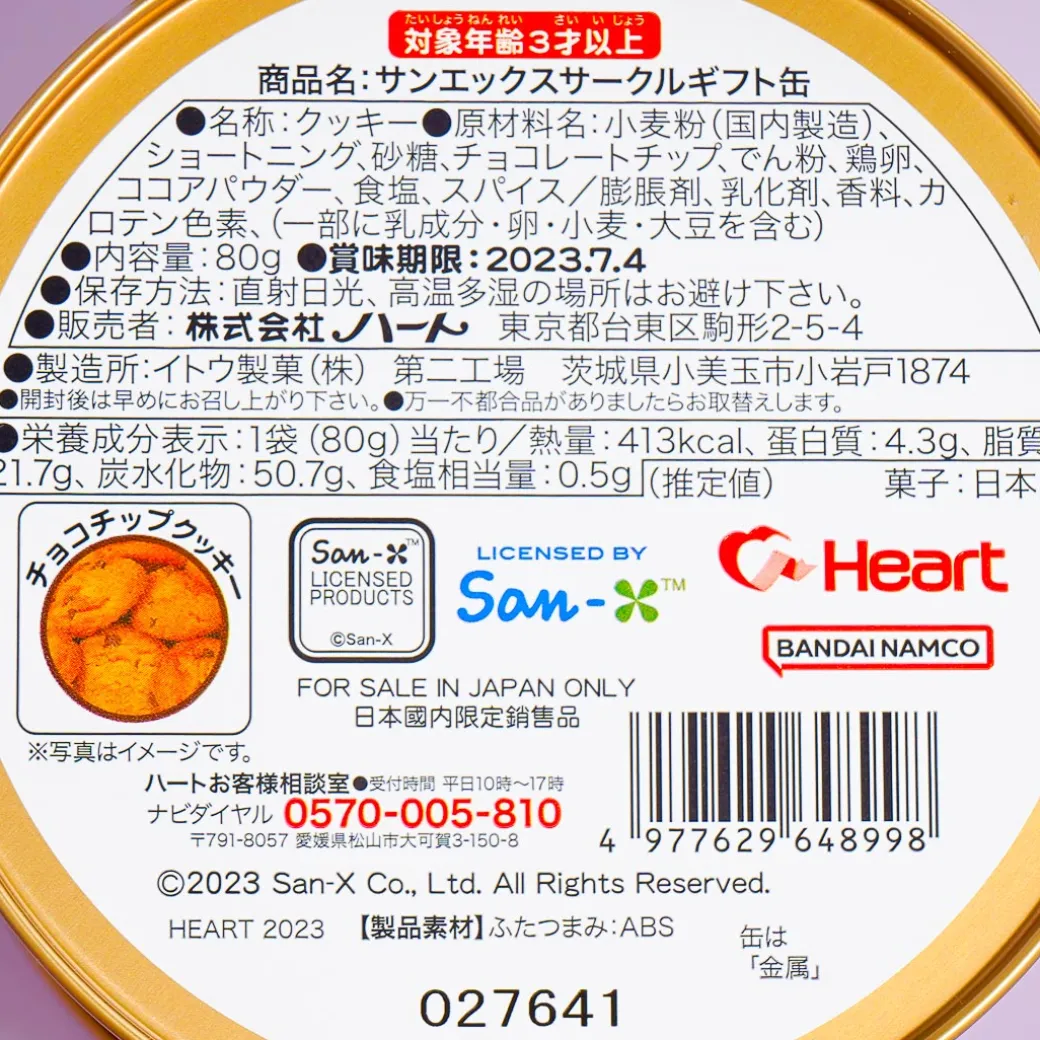 たいしょうねんれい さい いじょう
対象年齢3才以上
商品名:サンエックスサークルギフト缶
●名称:クッキー●原材料名:小麦粉(国内製造)、
ショートニング、砂糖、チョコレートチップ、でん粉、鶏卵、
ココアパウダー、食塩、スパイス/膨脹剤、乳化剤、香料、カ
ロテン色素、(一部に乳成分・卵・小麦・大豆を含む)
●内容量:80g ●賞味期限:2023.7.4
●保存方法:直射日光、高温多湿の場所はお避け下さい。
●販売者:株式会社ハート 東京都台東区駒形2-5-4
●製造所:イトウ製菓(株) 第二工場 茨城県小美玉市小岩戸1874
●開封後は早めにお召し上がり下さい。●万一不都合品がありましたらお取替えします。
●栄養成分表示:1袋(80g)当たり/熱量:413kcal、蛋白質:4.3g、脂質
21.7g、炭水化物:50.7g、食塩相当量:0.5g(推定値) 菓子:日本
チョコチップクッキー
San-X™
LICENSED
PRODUCTS
©San-X
LICENSED BY
San-X™
Heart
BANDAI NAMCO
FOR SALE IN JAPAN ONLY
日本國内限定銷售品
※写真はイメージです。
ハートお客様相談室●受付時間 平日10時〜17時
ナビダイヤル 0570-005-810
〒791-8057 愛媛県松山市大可賀3-150-8
4 977629 648998
©2023 San-X Co., Ltd. All Rights Reserved.
HEART 2023 【製品素材】ふたつまみ:ABS
缶は
「金属」
027641